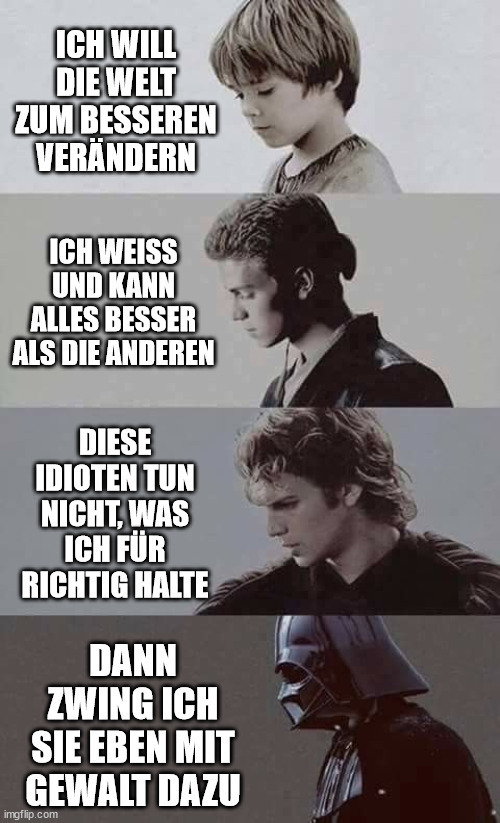 ICH WILL
DIE WELT
ZUM BESSEREN
VERÄNDERN
ICH WEISS
UND KANN
ALLES BESSER
ALS DIE ANDEREN
DIESE
IDIOTEN TUN
NICHT, WAS
ICH FÜR
RICHTIG HALTE
DANN
ZWING ICH
SIE EBEN MIT
GEWALT DAZU
imgflip.com